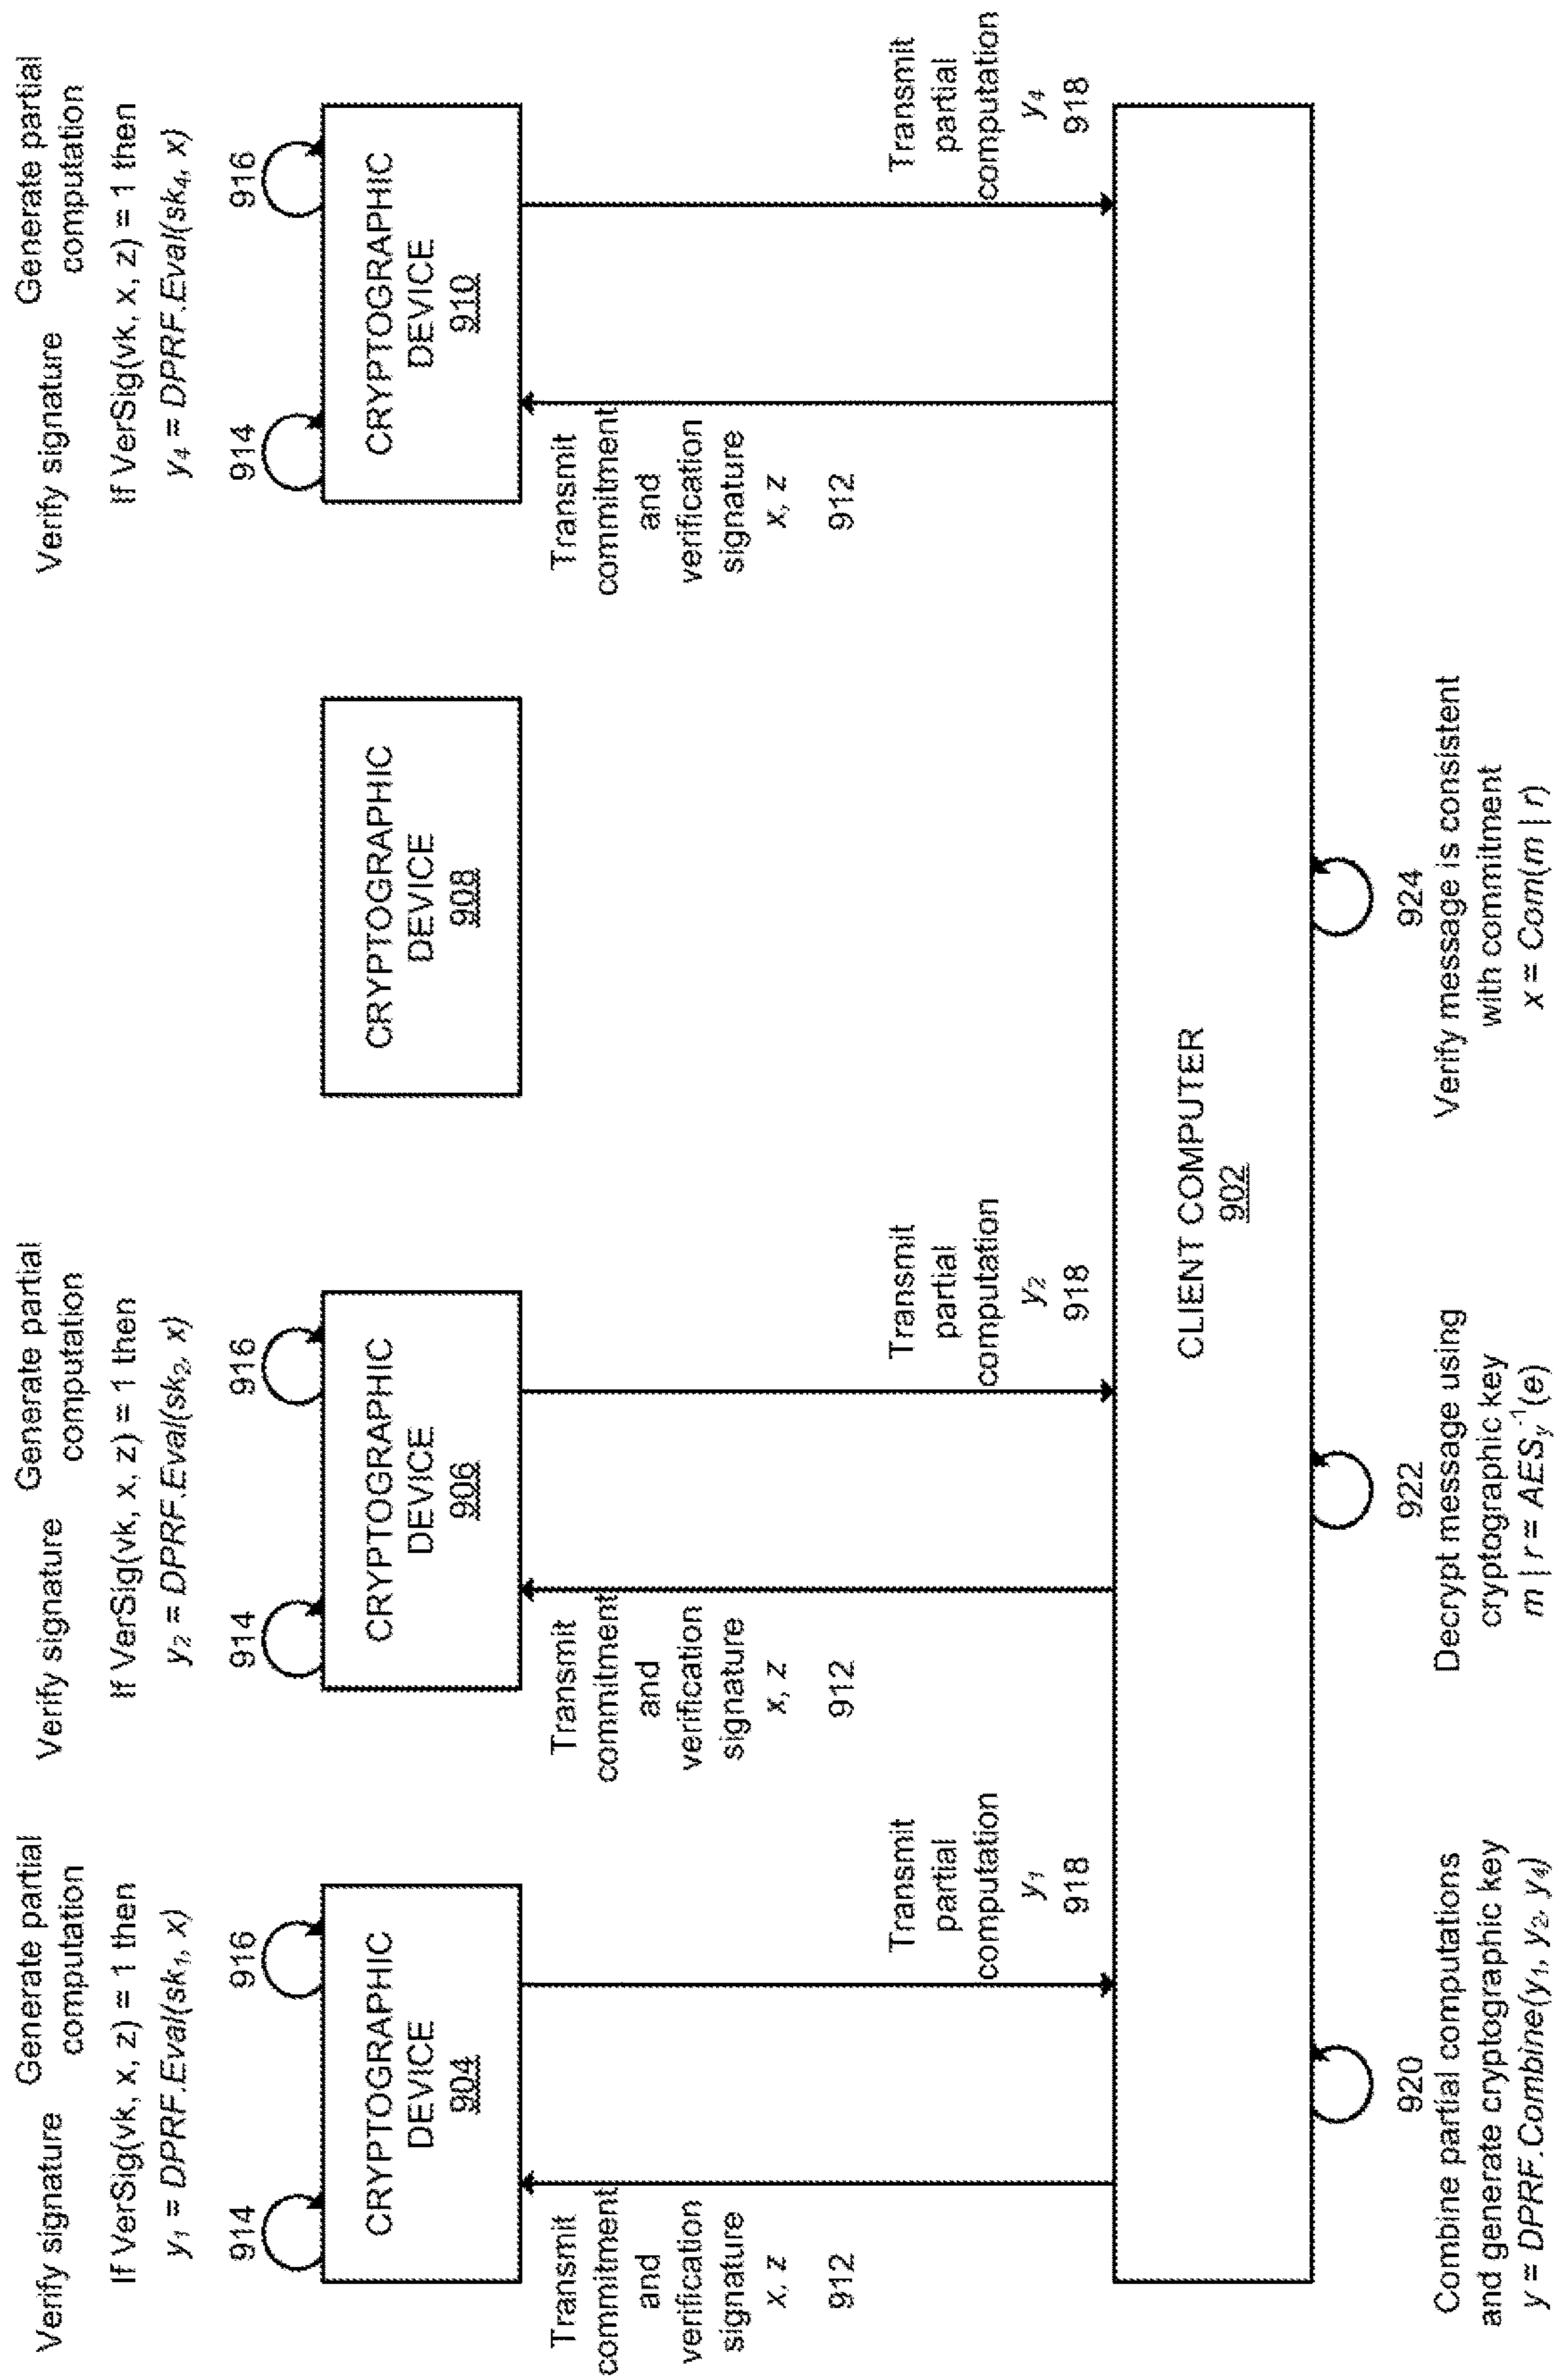 Verify signature
Generate partial
computation
If VerSig(vk, x, z) = 1 then
y₁ = DPRF.Eval(sk₁, x)
914
916
CRYPTOGRAPHIC
DEVICE
904
Transmit
commitment
and
verification
signature
x, z
912
Transmit
partial
computation
y₁
918
Verify signature
Generate partial
computation
If VerSig(vk, x, z) = 1 then
y₂ = DPRF.Eval(sk₂, x)
914
916
CRYPTOGRAPHIC
DEVICE
906
Transmit
commitment
and
verification
signature
x, z
912
Transmit
partial
computation
y₂
918
CRYPTOGRAPHIC
DEVICE
908
Verify signature
Generate partial
computation
If VerSig(vk, x, z) = 1 then
y₄ = DPRF.Eval(sk₄, x)
914
916
CRYPTOGRAPHIC
DEVICE
910
Transmit
commitment
and
verification
signature
x, z
912
Transmit
partial
computation
y₄
918
CLIENT COMPUTER
902
920
Combine partial computations
and generate cryptographic key
y = DPRF.Combine(y₁, y₂, y₄)
922
Decrypt message using
cryptographic key
m | r = AES_y⁻¹(e)
924
Verify message is consistent
with commitment
x = Com(m | r)